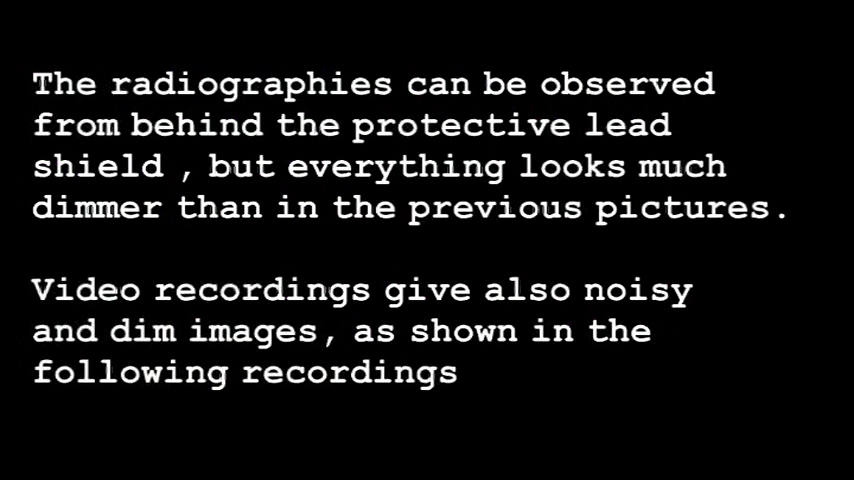 The radiographies can be observed
from behind the protective lead
shield , but everything looks much
dimmer than in the previous pictures.
Video recordings give also noisy
and dim images, as shown in the
following recordings